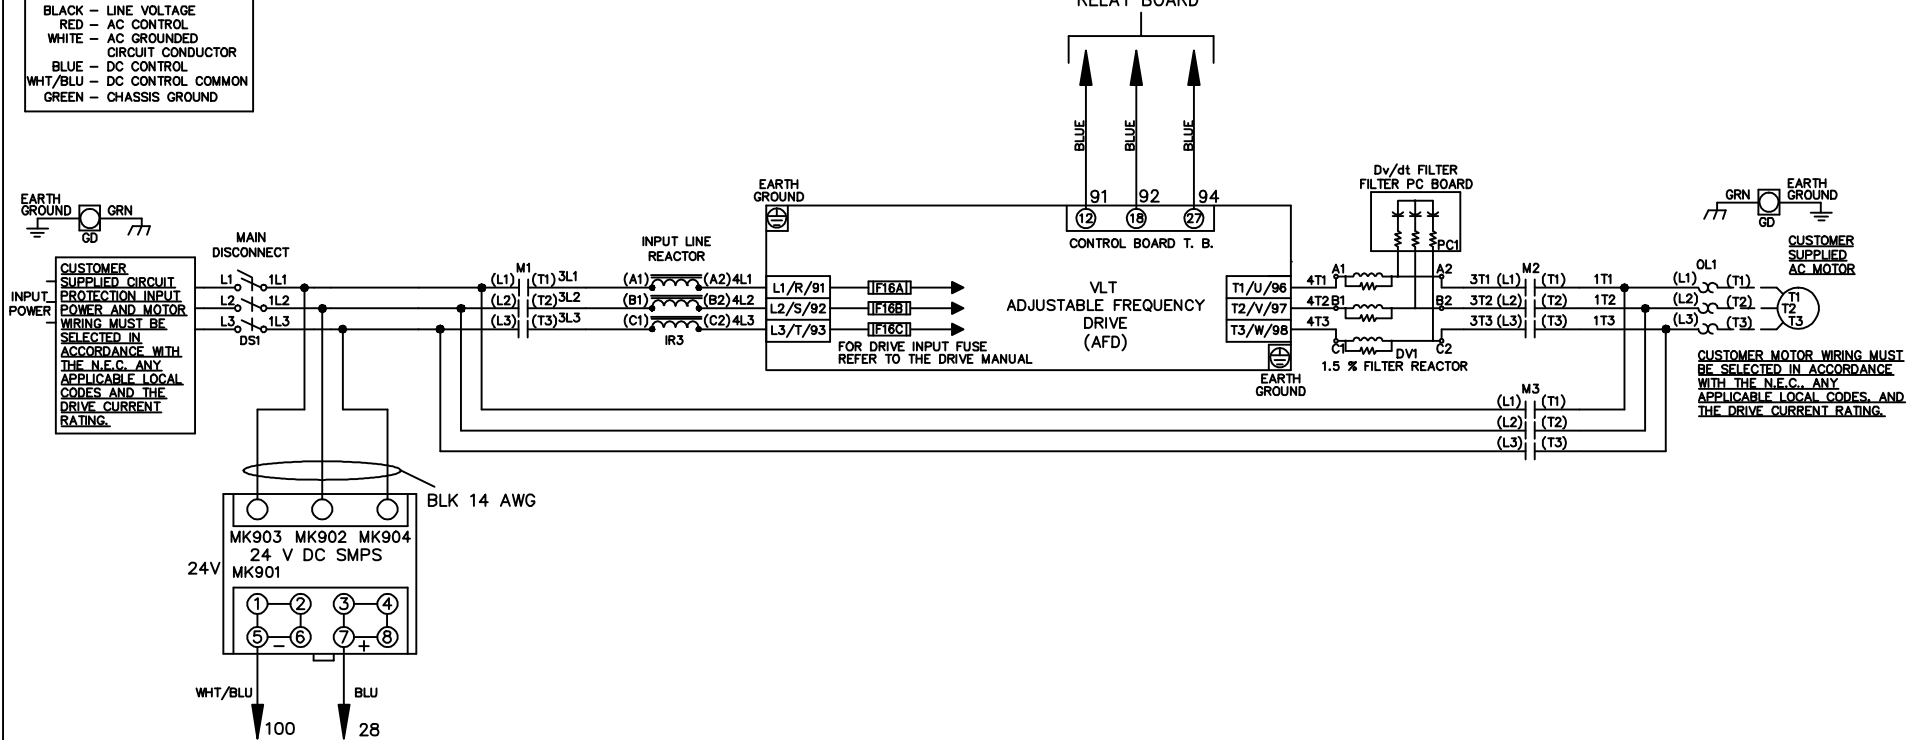 BLACK – LINE VOLTAGE
RED – AC CONTROL
WHITE – AC GROUNDED
CIRCUIT CONDUCTOR
BLUE – DC CONTROL
WHT/BLU – DC CONTROL COMMON
GREEN – CHASSIS GROUND
RELAY BOARD
BLUE
BLUE
BLUE
91
92
94
12
18
27
CONTROL BOARD T. B.
EARTH
GROUND
GRN
GD
MAIN
DISCONNECT
CUSTOMER
SUPPLIED CIRCUIT
PROTECTION INPUT
POWER AND MOTOR
WIRING MUST BE
SELECTED IN
ACCORDANCE WITH
THE N.E.C. ANY
APPLICABLE LOCAL
CODES AND THE
DRIVE CURRENT
RATING.
INPUT
POWER
L1
1L1
L2
1L2
L3
1L3
DS1
M1
(L1)
(T1)
3L1
(L2)
(T2)
3L2
(L3)
(T3)
3L3
INPUT LINE
REACTOR
(A1)
(A2)
4L1
(B1)
(B2)
4L2
(C1)
(C2)
4L3
IR3
EARTH
GROUND
L1/R/91
L2/S/92
L3/T/93
F16A
F16B
F16C
FOR DRIVE INPUT FUSE
REFER TO THE DRIVE MANUAL
VLT
ADJUSTABLE FREQUENCY
DRIVE
(AFD)
T1/U/96
T2/V/97
T3/W/98
EARTH
GROUND
Dv/dt FILTER
FILTER PC BOARD
PC1
4T1
A1
A2
4T2
B1
B2
4T3
C1
C2
DV1
1.5 % FILTER REACTOR
M2
3T1
(L1)
(T1)
1T1
3T2
(L2)
(T2)
1T2
3T3
(L3)
(T3)
1T3
OL1
(L1)
(T1)
(L2)
(T2)
(L3)
(T3)
T1
T2
T3
GRN
GD
EARTH
GROUND
CUSTOMER
SUPPLIED
AC MOTOR
CUSTOMER MOTOR WIRING MUST
BE SELECTED IN ACCORDANCE
WITH THE N.E.C., ANY
APPLICABLE LOCAL CODES, AND
THE DRIVE CURRENT RATING.
M3
(L1)
(T1)
(L2)
(T2)
(L3)
(T3)
BLK 14 AWG
MK903
MK902
MK904
24 V DC SMPS
24V
MK901
1
2
3
4
5
–
6
7
+
8
WHT/BLU
BLU
100
28